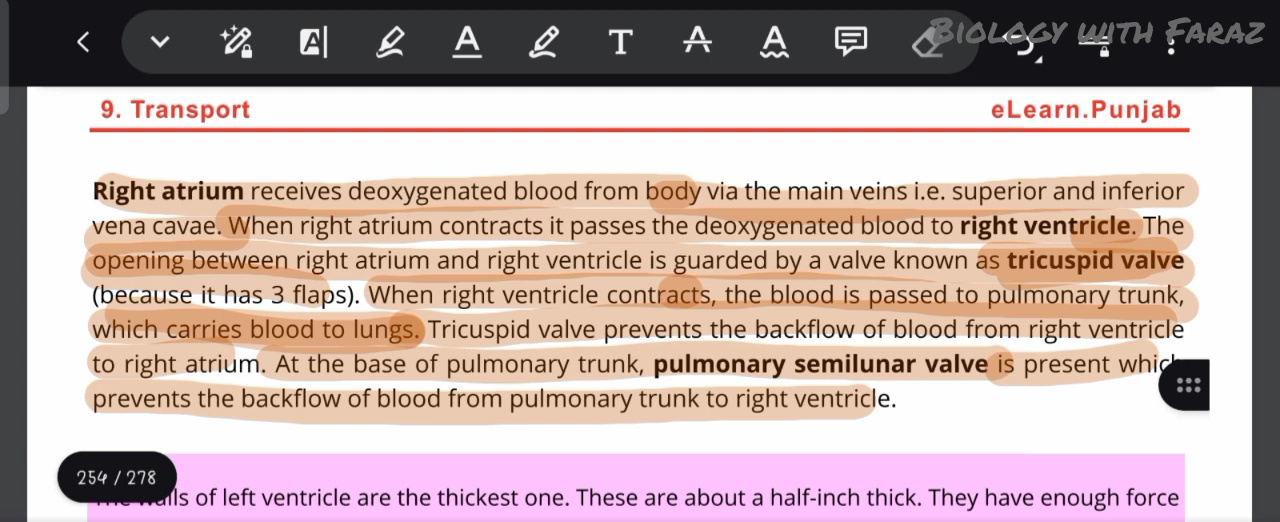 BIOLOGY WITH FARAZ
9. Transport
eLearn.Punjab
Right atrium receives deoxygenated blood from body via the main veins i.e. superior and inferior
vena cavae. When right atrium contracts it passes the deoxygenated blood to right ventricle. The
opening between right atrium and right ventricle is guarded by a valve known as tricuspid valve
(because it has 3 flaps). When right ventricle contracts, the blood is passed to pulmonary trunk,
which carries blood to lungs. Tricuspid valve prevents the backflow of blood from right ventricle
to right atrium. At the base of pulmonary trunk, pulmonary semilunar valve is present which
prevents the backflow of blood from pulmonary trunk to right ventricle.
254 / 278
The walls of left ventricle are the thickest one. These are about a half-inch thick. They have enough force